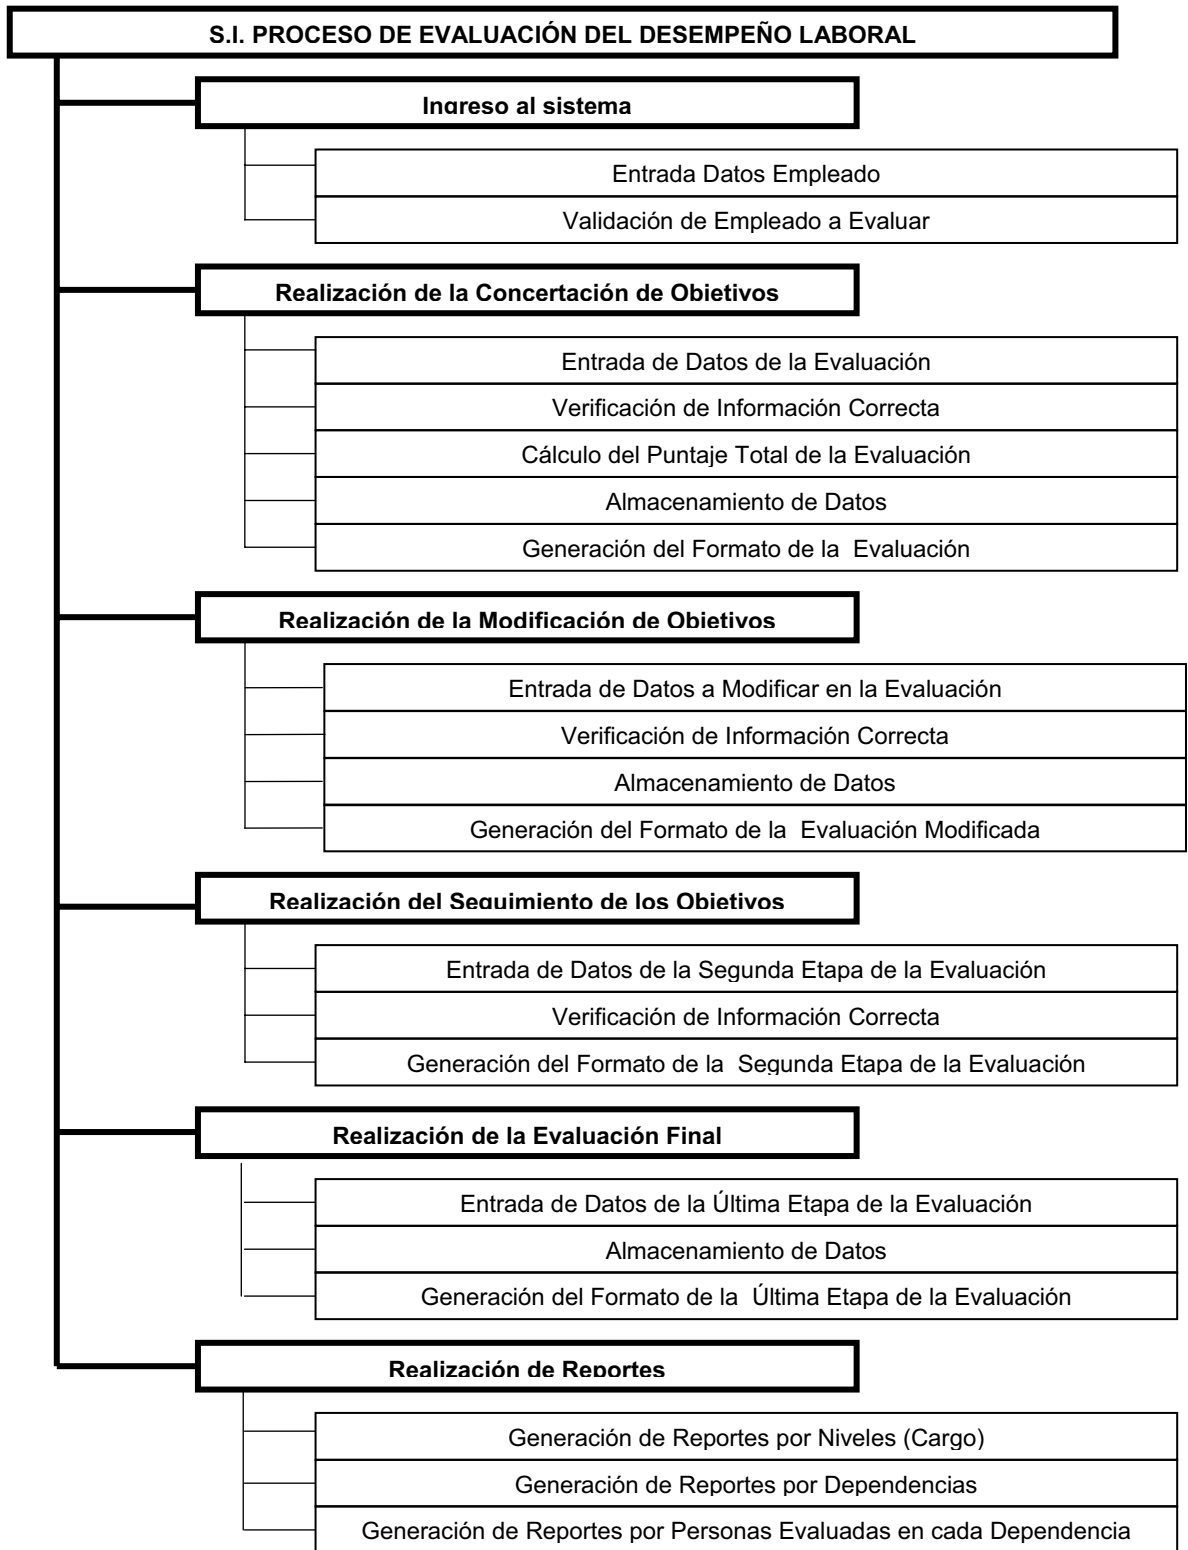 S.I. PROCESO DE EVALUACIÓN DEL DESEMPEÑO LABORAL
Ingreso al sistema
Entrada Datos Empleado
Validación de Empleado a Evaluar
Realización de la Concertación de Objetivos
Entrada de Datos de la Evaluación
Verificación de Información Correcta
Cálculo del Puntaje Total de la Evaluación
Almacenamiento de Datos
Generación del Formato de la Evaluación
Realización de la Modificación de Objetivos
Entrada de Datos a Modificar en la Evaluación
Verificación de Información Correcta
Almacenamiento de Datos
Generación del Formato de la Evaluación Modificada
Realización del Seguimiento de los Objetivos
Entrada de Datos de la Segunda Etapa de la Evaluación
Verificación de Información Correcta
Generación del Formato de la Segunda Etapa de la Evaluación
Realización de la Evaluación Final
Entrada de Datos de la Última Etapa de la Evaluación
Almacenamiento de Datos
Generación del Formato de la Última Etapa de la Evaluación
Realización de Reportes
Generación de Reportes por Niveles (Cargo)
Generación de Reportes por Dependencias
Generación de Reportes por Personas Evaluadas en cada Dependencia